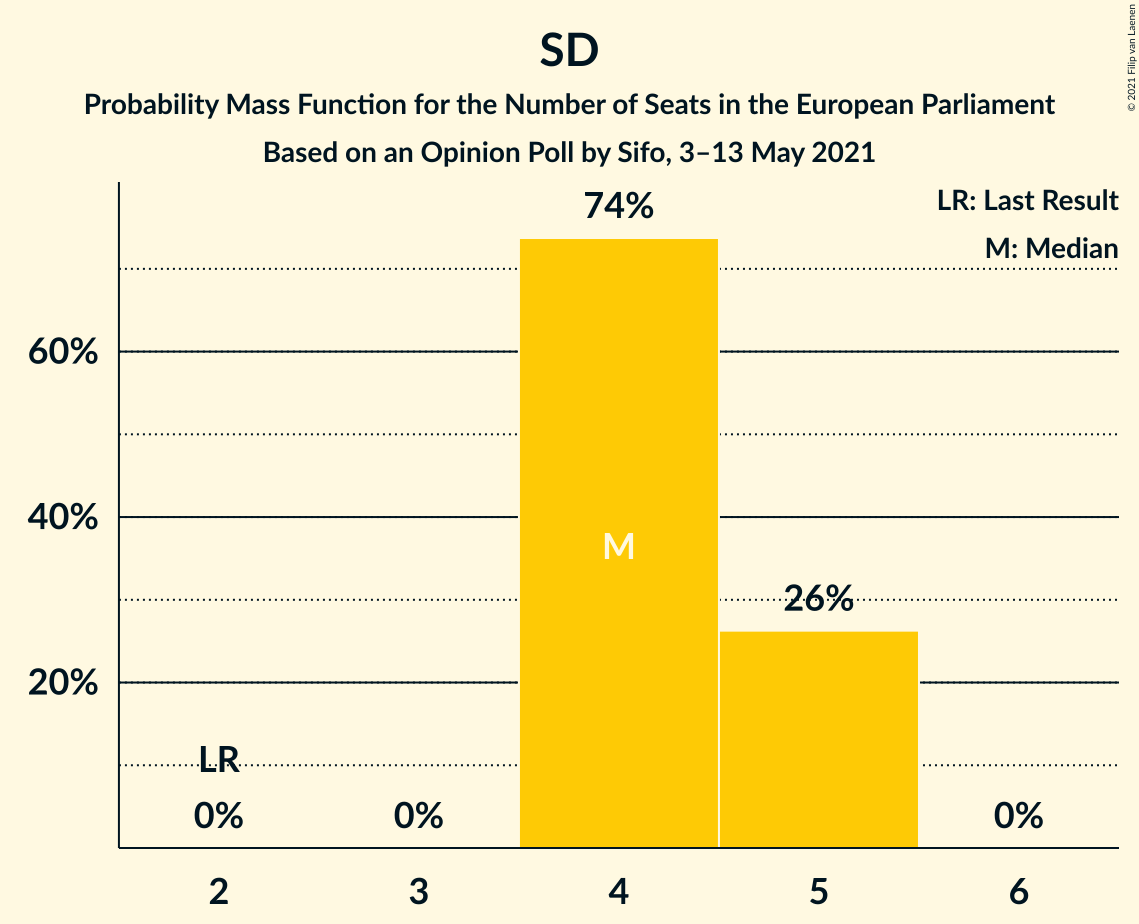 SD
Probability Mass Function for the Number of Seats in the European Parliament
Based on an Opinion Poll by Sifo, 3–13 May 2021
© 2021 Filip van Laenen
LR: Last Result
M: Median
74%
60%
40%
M
26%
20%
LR
0% 0% 0%
2 3 4 5 6